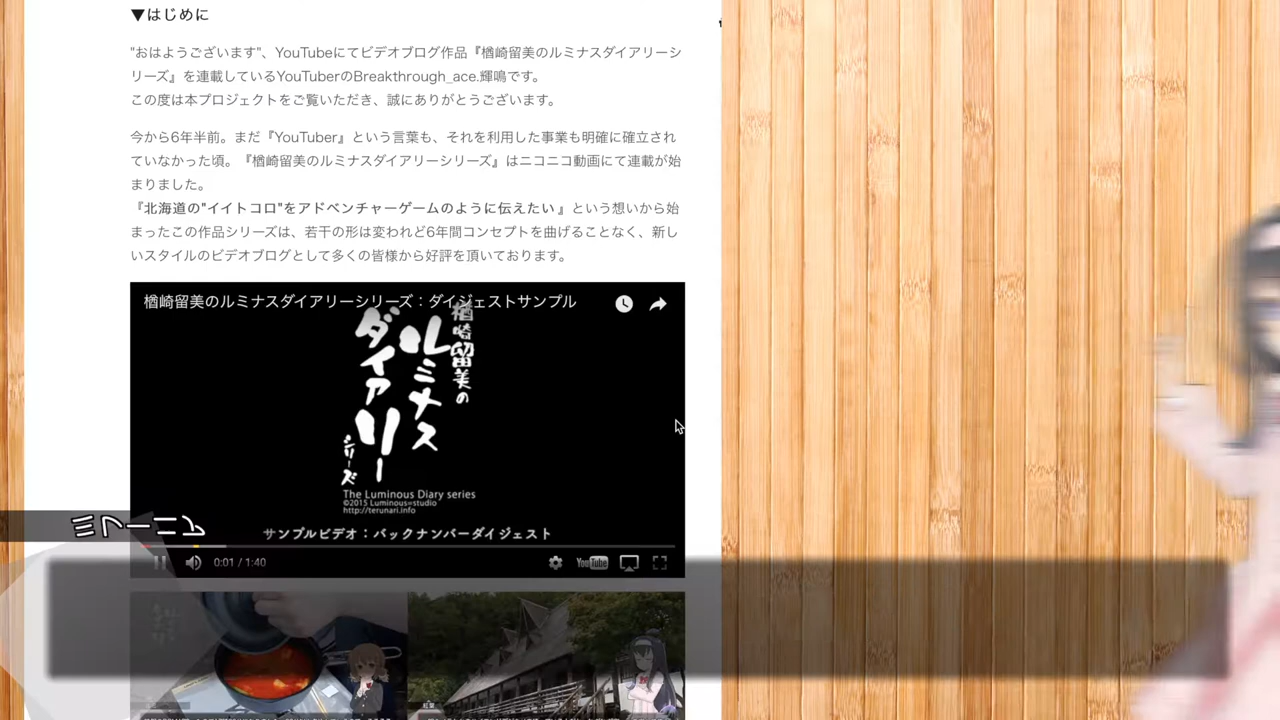 ▼はじめに
"おはようございます"、YouTubeにてビデオブログ作品『楢崎留美のルミナスダイアリーシ
リーズ』を連載しているYouTuberのBreakthrough_ace.輝鳴です。
この度は本プロジェクトをご覧いただき、誠にありがとうございます。
今から6年半前。まだ『YouTuber』という言葉も、それを利用した事業も明確に確立され
ていなかった頃。『楢崎留美のルミナスダイアリーシリーズ』はニコニコ動画にて連載が始
まりました。
『北海道の"イイトコロ"をアドベンチャーゲームのように伝えたい 』という想いから始
まったこの作品シリーズは、若干の形は変われど6年間コンセプトを曲げることなく、新し
いスタイルのビデオブログとして多くの皆様から好評を頂いております。
楢崎留美のルミナスダイアリーシリーズ：ダイジェストサンプル
楢崎留美の
ルミナス
ダイアリー
シリーズ
The Luminous Diary series
©2015 Luminous=studio
http://terunari.info
サンプルビデオ：バックナンバーダイジェスト
0:01 / 1:40
YouTube
紅葉